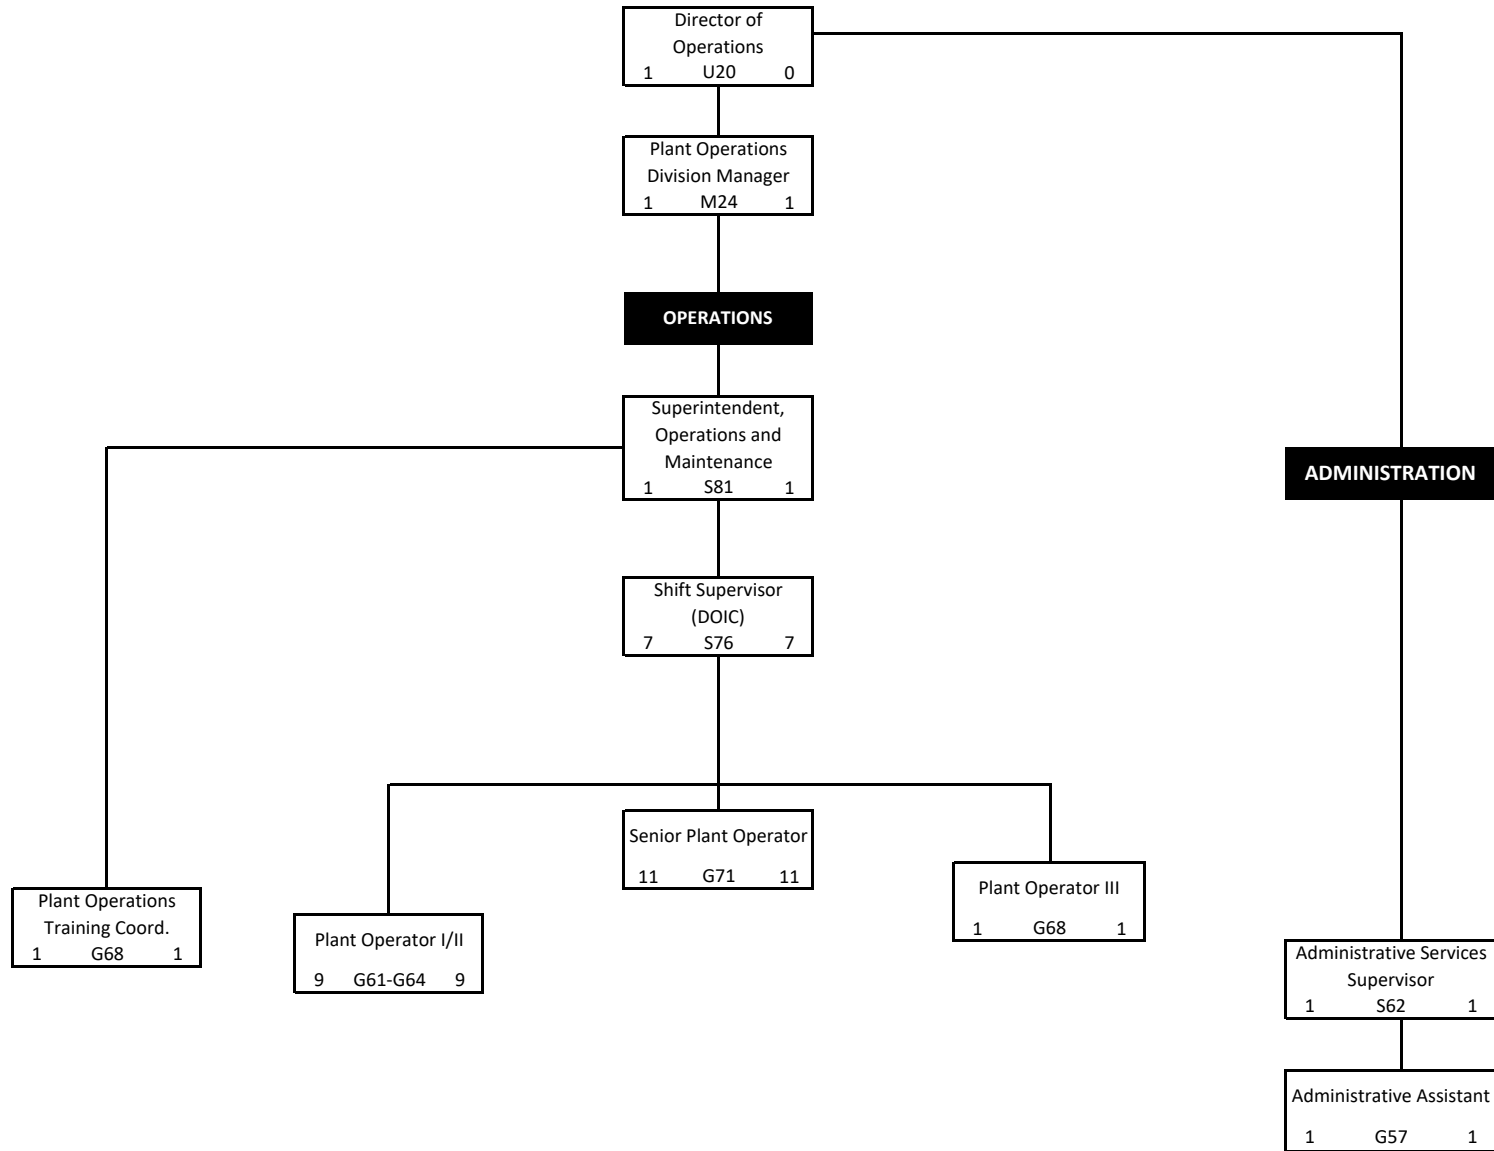 Director of
Operations
1 U20 0
Plant Operations
Division Manager
1 M24 1
OPERATIONS
Superintendent,
Operations and
Maintenance
1 S81 1
ADMINISTRATION
Shift Supervisor
(DOIC)
7 S76 7
Senior Plant Operator
11 G71 11
Plant Operator III
1 G68 1
Plant Operations
Training Coord.
1 G68 1
Plant Operator I/II
9 G61-G64 9
Administrative Services
Supervisor
1 S62 1
Administrative Assistant
1 G57 1